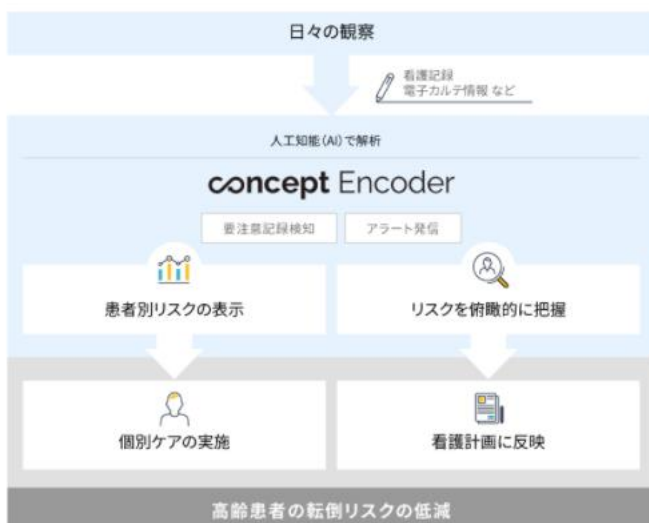 日々の観察
看護記録
電子カルテ情報 など
人工知能(AI)で解析
concept Encoder
要注意記録検知
アラート発信
患者別リスクの表示
リスクを俯瞰的に把握
個別ケアの実施
看護計画に反映
高齢患者の転倒リスクの低減